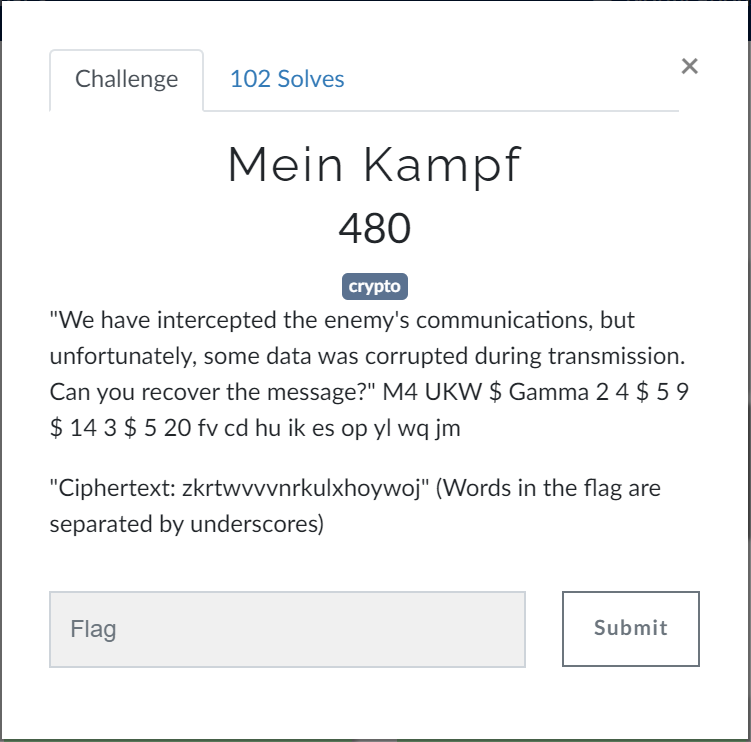 Challenge
102 Solves
×
Mein Kampf
480
crypto
"We have intercepted the enemy's communications, but
unfortunately, some data was corrupted during transmission.
Can you recover the message?" M4 UKW $ Gamma 2 4 $ 5 9
$ 14 3 $ 5 20 fv cd hu ik es op yl wq jm
"Ciphertext: zkrtwvvvnrkulxhoywoj" (Words in the flag are
separated by underscores)
Flag
Submit